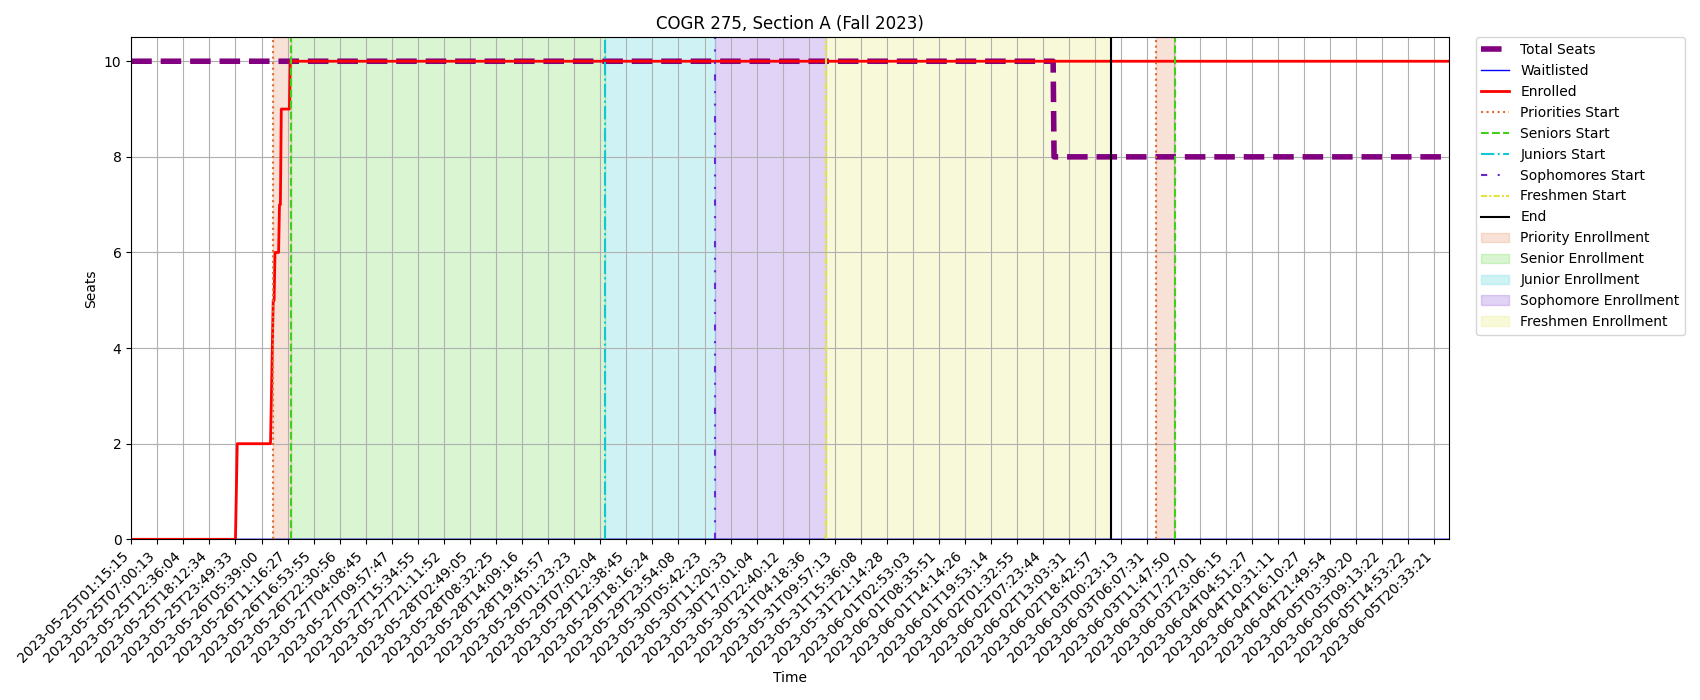 COGR 275, Section A (Fall 2023)
Seats
10
8
6
4
2
0
2023-05-25T01:15:15
2023-05-25T07:00:13
2023-05-25T12:36:04
2023-05-25T18:12:34
2023-05-25T23:49:33
2023-05-26T05:39:00
2023-05-26T11:16:27
2023-05-26T16:53:55
2023-05-26T22:30:56
2023-05-27T04:08:45
2023-05-27T09:57:47
2023-05-27T15:34:55
2023-05-27T21:11:52
2023-05-28T02:49:05
2023-05-28T08:32:25
2023-05-28T14:09:16
2023-05-28T19:45:57
2023-05-29T01:23:23
2023-05-29T07:02:04
2023-05-29T12:38:45
2023-05-29T18:16:24
2023-05-29T23:54:08
2023-05-30T05:42:23
2023-05-30T11:20:33
2023-05-30T17:01:04
2023-05-30T22:40:12
2023-05-31T04:18:36
2023-05-31T09:57:13
2023-05-31T15:36:08
2023-05-31T21:14:28
2023-06-01T02:53:03
2023-06-01T08:35:51
2023-06-01T14:14:26
2023-06-01T19:53:14
2023-06-02T01:32:55
2023-06-02T07:23:44
2023-06-02T13:03:31
2023-06-02T18:42:57
2023-06-03T00:23:13
2023-06-03T06:07:31
2023-06-03T11:47:50
2023-06-03T17:27:01
2023-06-03T23:06:15
2023-06-04T04:51:27
2023-06-04T10:31:11
2023-06-04T16:10:27
2023-06-04T21:49:54
2023-06-05T03:30:20
2023-06-05T09:13:22
2023-06-05T14:53:22
2023-06-05T20:33:21
Time
Total Seats
Waitlisted
Enrolled
Priorities Start
Seniors Start
Juniors Start
Sophomores Start
Freshmen Start
End
Priority Enrollment
Senior Enrollment
Junior Enrollment
Sophomore Enrollment
Freshmen Enrollment